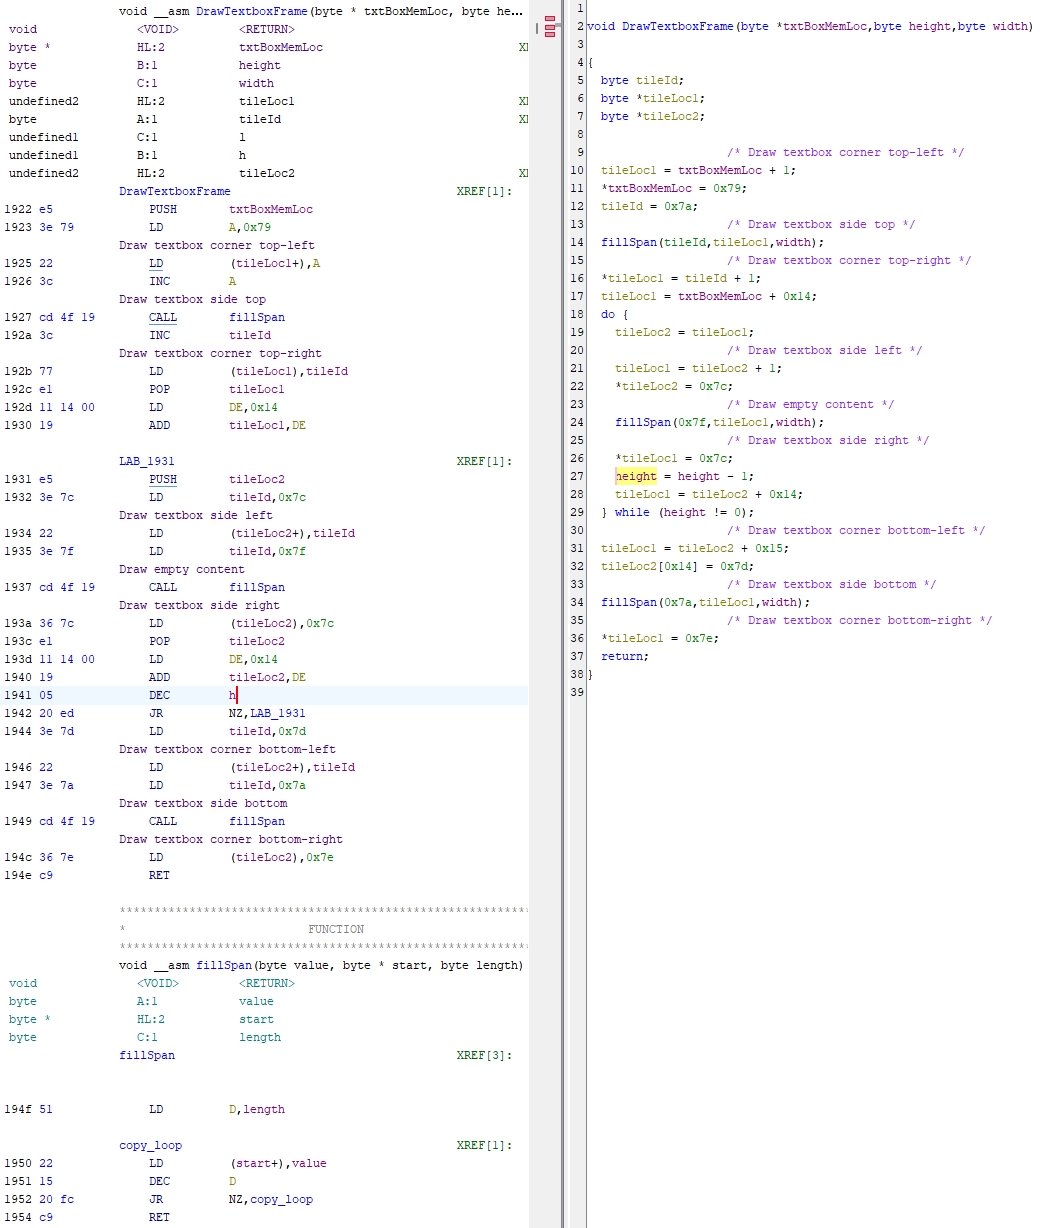 void __asm DrawTextboxFrame(byte * txtBoxMemLoc, byte he...
void <VOID> <RETURN>
byte * HL:2 txtBoxMemLoc
byte B:1 height
byte C:1 width
undefined2 HL:2 tileLoc1
byte A:1 tileId
undefined1 C:1 l
undefined1 B:1 h
undefined2 HL:2 tileLoc2
DrawTextboxFrame XREF[1]:
1922 e5 PUSH txtBoxMemLoc
1923 3e 79 LD A,0x79
Draw textbox corner top-left
1925 22 LD (tileLoc1+),A
1926 3c INC A
Draw textbox side top
1927 cd 4f 19 CALL fillSpan
192a 3c INC tileId
Draw textbox corner top-right
192b 77 LD (tileLoc1),tileId
192c e1 POP tileLoc1
192d 11 14 00 LD DE,0x14
1930 19 ADD tileLoc1,DE
LAB_1931 XREF[1]:
1931 e5 PUSH tileLoc2
1932 3e 7c LD tileId,0x7c
Draw textbox side left
1934 22 LD (tileLoc2+),tileId
1935 3e 7f LD tileId,0x7f
Draw empty content
1937 cd 4f 19 CALL fillSpan
Draw textbox side right
193a 36 7c LD (tileLoc2),0x7c
193c e1 POP tileLoc2
193d 11 14 00 LD DE,0x14
1940 19 ADD tileLoc2,DE
1941 05 DEC h
1942 20 ed JR NZ,LAB_1931
1944 3e 7d LD tileId,0x7d
Draw textbox corner bottom-left
1946 22 LD (tileLoc2+),tileId
1947 3e 7a LD tileId,0x7a
Draw textbox side bottom
1949 cd 4f 19 CALL fillSpan
Draw textbox corner bottom-right
194c 36 7e LD (tileLoc2),0x7e
194e c9 RET
***********************************************************
* FUNCTION
***********************************************************
void __asm fillSpan(byte value, byte * start, byte length)
void <VOID> <RETURN>
byte A:1 value
byte * HL:2 start
byte C:1 length
fillSpan XREF[3]:
194f 51 LD D,length
copy_loop XREF[1]:
1950 22 LD (start+),value
1951 15 DEC D
1952 20 fc JR NZ,copy_loop
1954 c9 RET
1
2 void DrawTextboxFrame(byte *txtBoxMemLoc,byte height,byte width)
3
4 {
5 byte tileId;
6 byte *tileLoc1;
7 byte *tileLoc2;
8
9 /* Draw textbox corner top-left */
10 tileLoc1 = txtBoxMemLoc + 1;
11 *txtBoxMemLoc = 0x79;
12 tileId = 0x7a;
13 /* Draw textbox side top */
14 fillSpan(tileId,tileLoc1,width);
15 /* Draw textbox corner top-right */
16 *tileLoc1 = tileId + 1;
17 tileLoc1 = txtBoxMemLoc + 0x14;
18 do {
19 tileLoc2 = tileLoc1;
20 /* Draw textbox side left */
21 tileLoc1 = tileLoc2 + 1;
22 *tileLoc2 = 0x7c;
23 /* Draw empty content */
24 fillSpan(0x7f,tileLoc1,width);
25 /* Draw textbox side right */
26 *tileLoc1 = 0x7c;
27 height = height - 1;
28 tileLoc1 = tileLoc2 + 0x14;
29 } while (height != 0);
30 /* Draw textbox corner bottom-left */
31 tileLoc1 = tileLoc2 + 0x15;
32 tileLoc2[0x14] = 0x7d;
33 /* Draw textbox side bottom */
34 fillSpan(0x7a,tileLoc1,width);
35 /* Draw textbox corner bottom-right */
36 *tileLoc1 = 0x7e;
37 return;
38 }
39